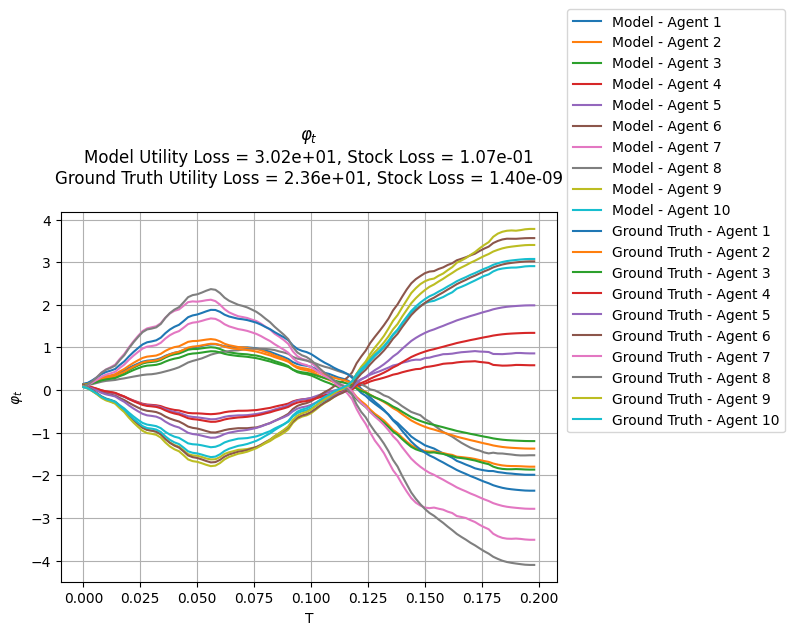 φt
Model Utility Loss = 3.02e+01, Stock Loss = 1.07e-01
Ground Truth Utility Loss = 2.36e+01, Stock Loss = 1.40e-09
4
3
2
1
0
−1
−2
−3
−4
φt
0.000 0.025 0.050 0.075 0.100 0.125 0.150 0.175 0.200
T
Model - Agent 1
Model - Agent 2
Model - Agent 3
Model - Agent 4
Model - Agent 5
Model - Agent 6
Model - Agent 7
Model - Agent 8
Model - Agent 9
Model - Agent 10
Ground Truth - Agent 1
Ground Truth - Agent 2
Ground Truth - Agent 3
Ground Truth - Agent 4
Ground Truth - Agent 5
Ground Truth - Agent 6
Ground Truth - Agent 7
Ground Truth - Agent 8
Ground Truth - Agent 9
Ground Truth - Agent 10